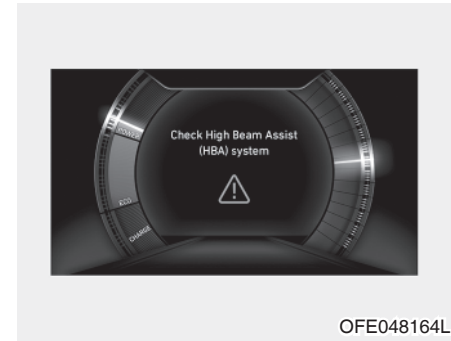 Check High Beam Assist
(HBA) system
POWER
ECO
CHARGE
OFE048164L